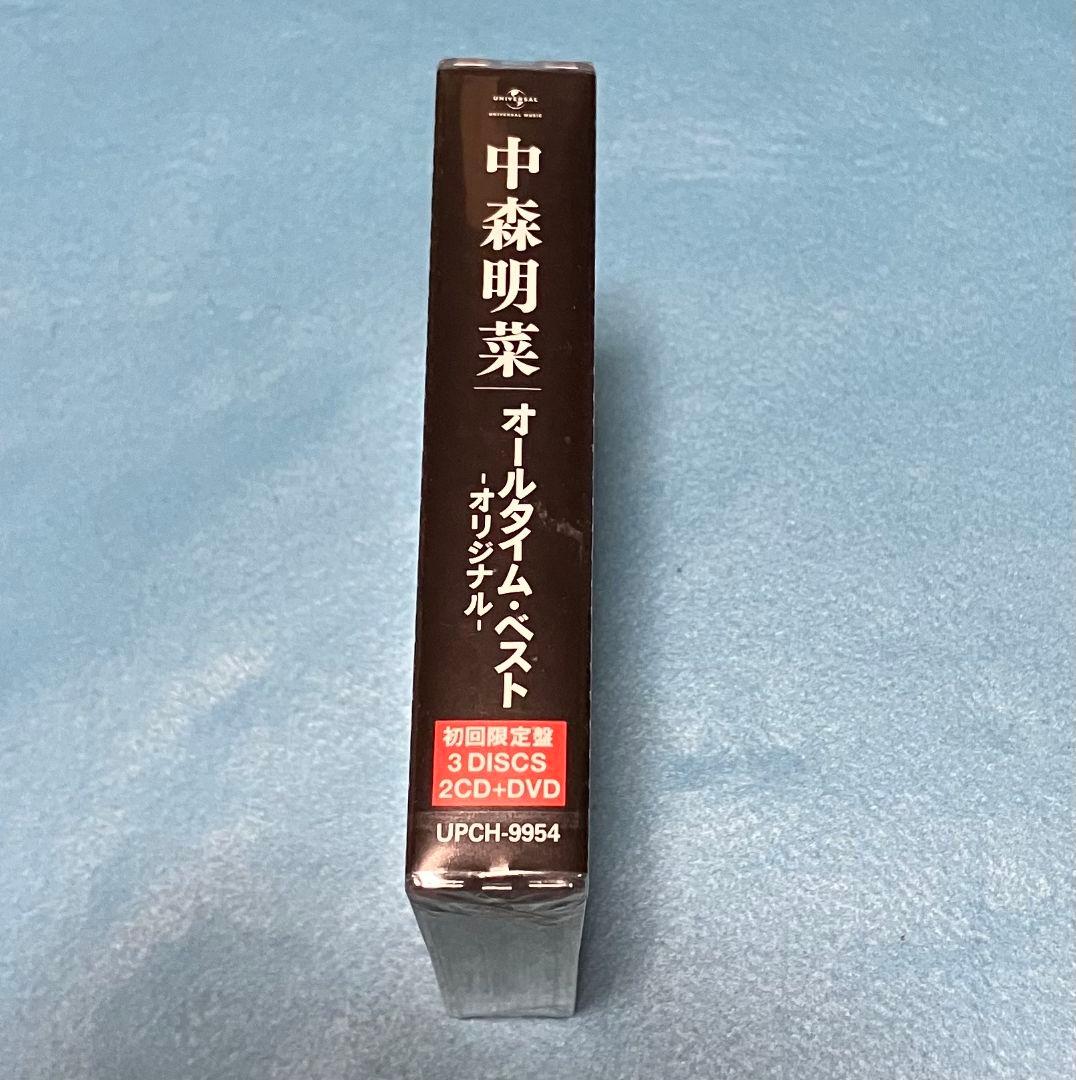 UNIVERSAL
UNIVERSAL MUSIC
中森明菜
オールタイム・ベスト
-オリジナル-
初回限定盤
3 DISCS
2CD+DVD
UPCH-9954